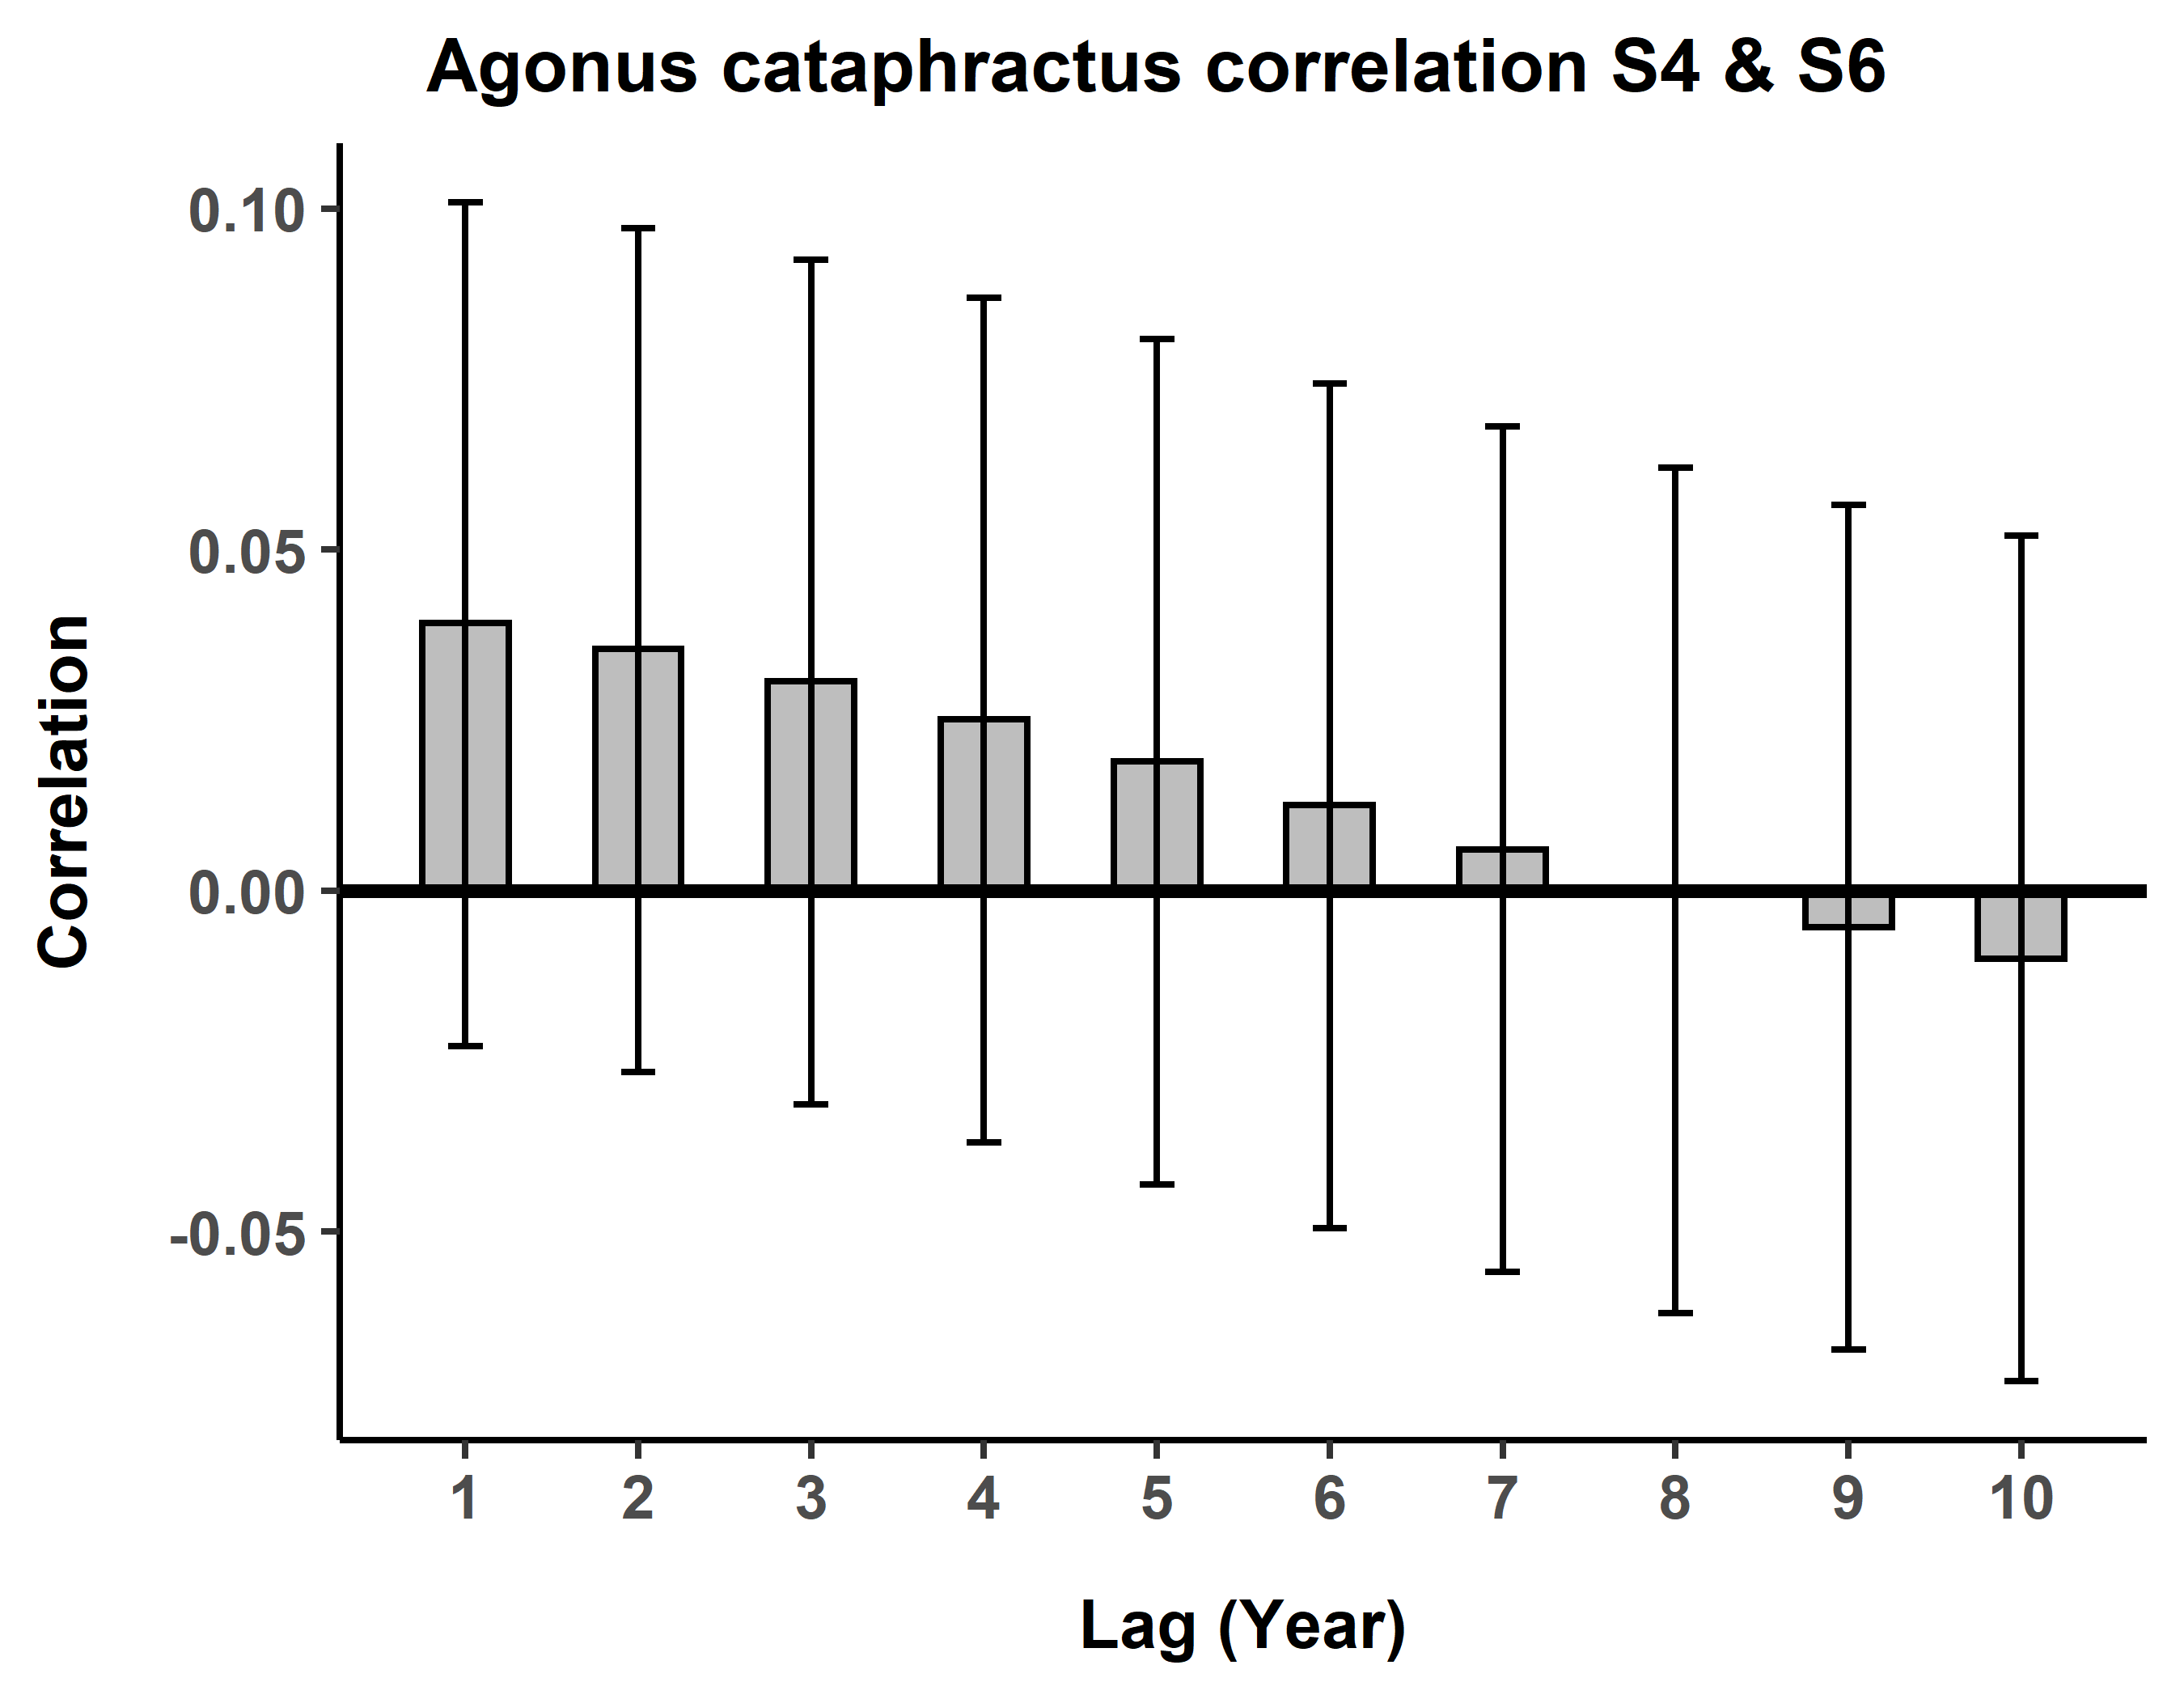 Agonus cataphractus correlation S4 & S6
Correlation
0.10
0.05
0.00
-0.05
1 2 3 4 5 6 7 8 9 10
Lag (Year)